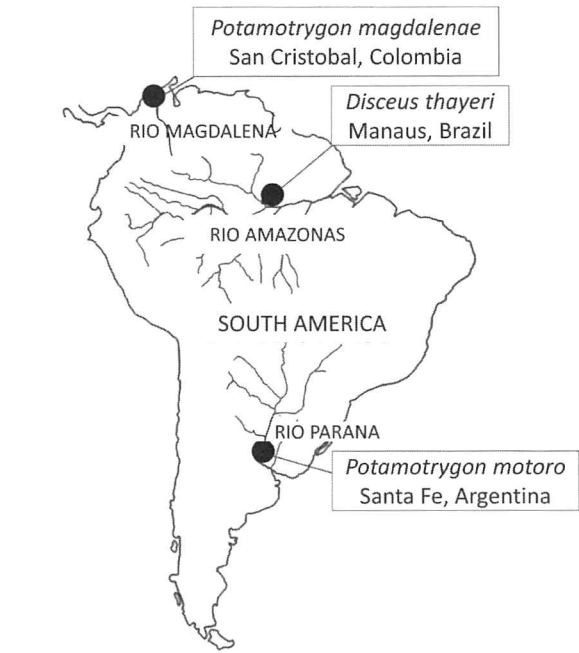 Potamotrygon magdalenae
San Cristobal, Colombia
Disceus thayeri
Manaus, Brazil
RIO MAGDALENA
RIO AMAZONAS
SOUTH AMERICA
RIO PARANA
Potamotrygon motoro
Santa Fe, Argentina